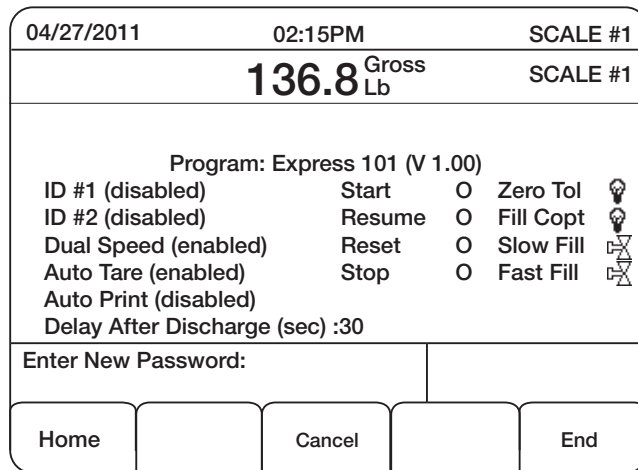 04/27/2011 02:15PM SCALE #1
136.8 Gross Lb SCALE #1
Program: Express 101 (V 1.00)
ID #1 (disabled) Start O Zero Tol
ID #2 (disabled) Resume O Fill Copt
Dual Speed (enabled) Reset O Slow Fill
Auto Tare (enabled) Stop O Fast Fill
Auto Print (disabled)
Delay After Discharge (sec) :30
Enter New Password:
Home Cancel End